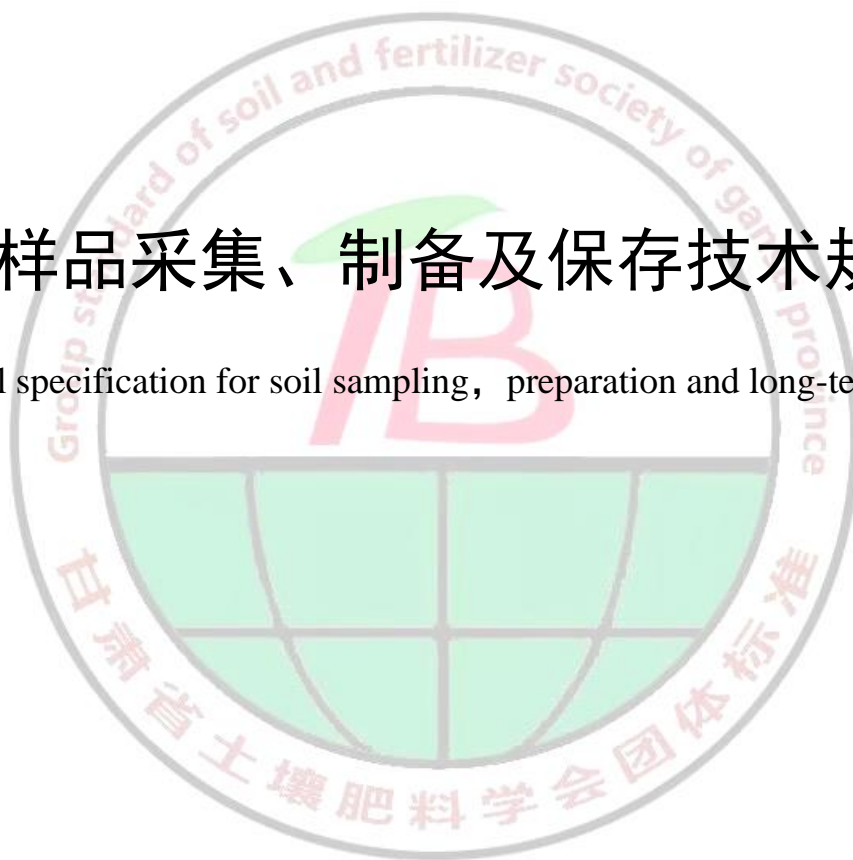 Group standard of soil and fertilizer society of gansu province
样品采集、制备及保存技术规
TB
l specification for soil sampling，preparation and long-te
甘肃省土壤肥料学会团体标准